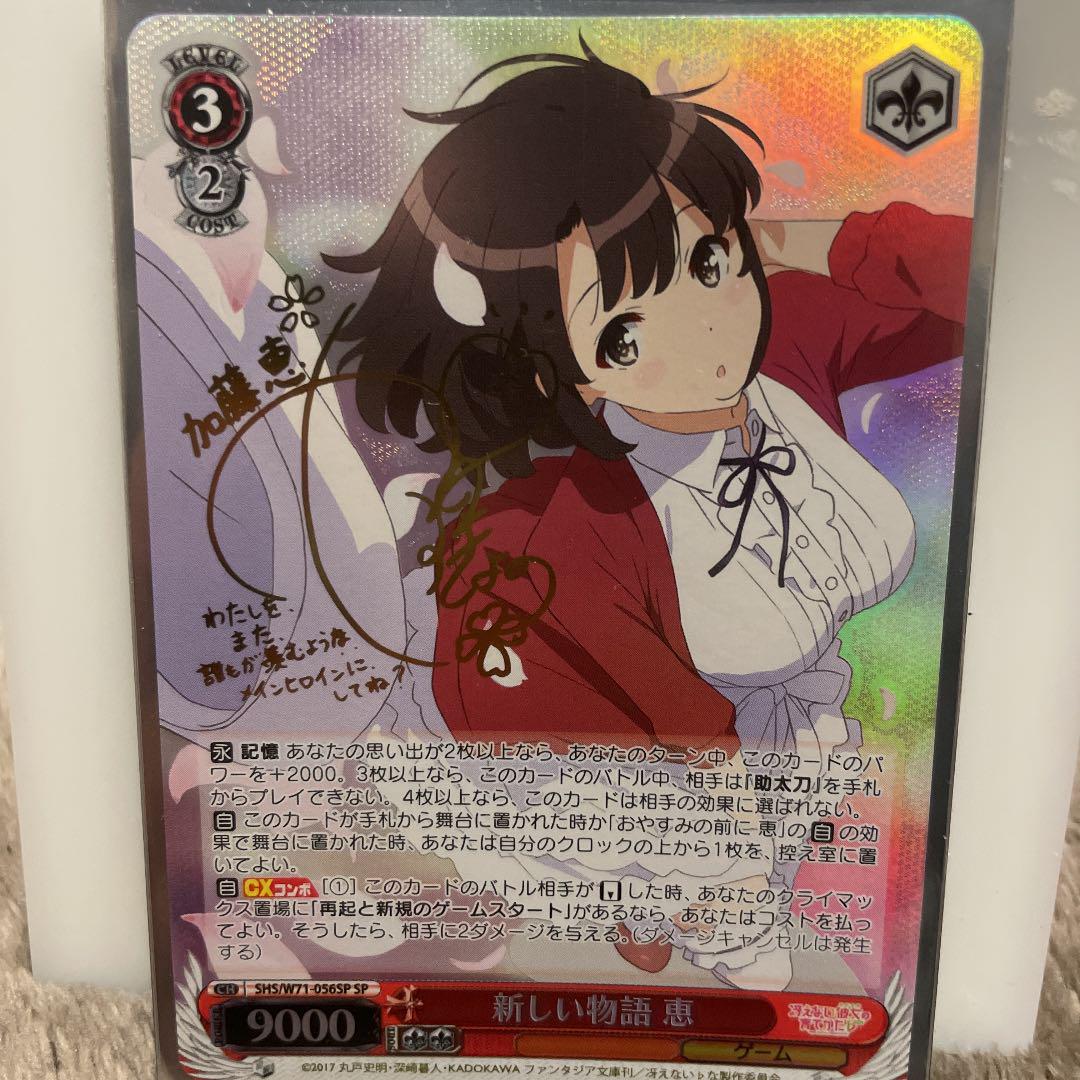 LEVEL
3
2
COST
加藤恵
わたしを、
また、
誰もが羨むような、
メインヒロインに、
してね？
永 記憶 あなたの思い出が2枚以上なら、あなたのターン中、このカードのパ
ワーを＋2000。3枚以上なら、このカードのバトル中、相手は『助太刀』を手札
からプレイできない。4枚以上なら、このカードは相手の効果に選ばれない。
自 このカードが手札から舞台に置かれた時か「おやすみの前に 恵」の 自 の効
果で舞台に置かれた時、あなたは自分のクロックの上から1枚を、控え室に置
いてよい。
自 CXコンボ [①] このカードのバトル相手が した時、あなたのクライマッ
クス置場に「再起と新規のゲームスタート」があるなら、あなたはコストを払っ
てよい。そうしたら、相手に2ダメージを与える。（ダメージキャンセルは発生
する）
CH SHS/W71-056SP SP
9000
新しい物語 恵
冴えない彼女の
育てかた♭
ゲーム
©2017 丸戸史明・深崎暮人・KADOKAWA ファンタジア文庫刊／冴えない♭な製作委員会